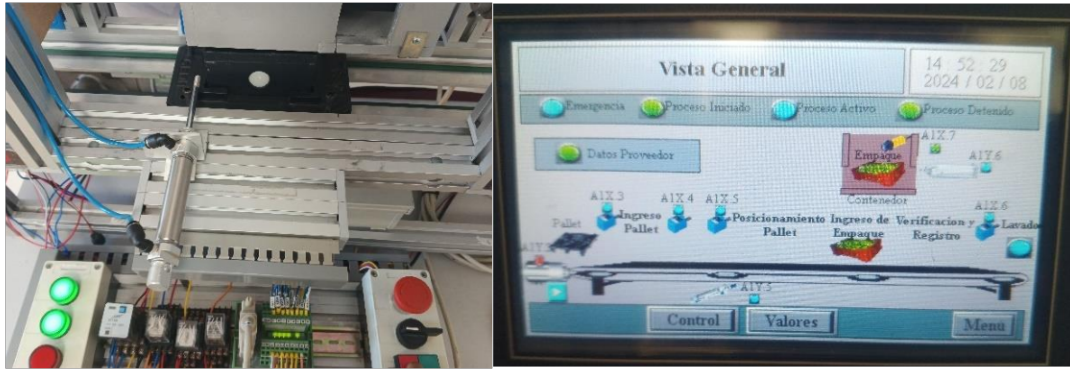 Vista General
14 : 52 : 29
2024 / 02 / 08
Emergencia
Proceso Iniciado
Proceso Activo
Proceso Detenido
Datos Proveedor
A1X.7
Empaque
A1Y.6
Contenedor
A1X.3
A1X.4
A1X.5
A1X.6
Pallet
Ingreso
Pallet
Posicionamiento
Pallet
Ingreso de
Empaque
Verificacion y
Registro
Lavado
A1Y.5
Control
Valores
Menu